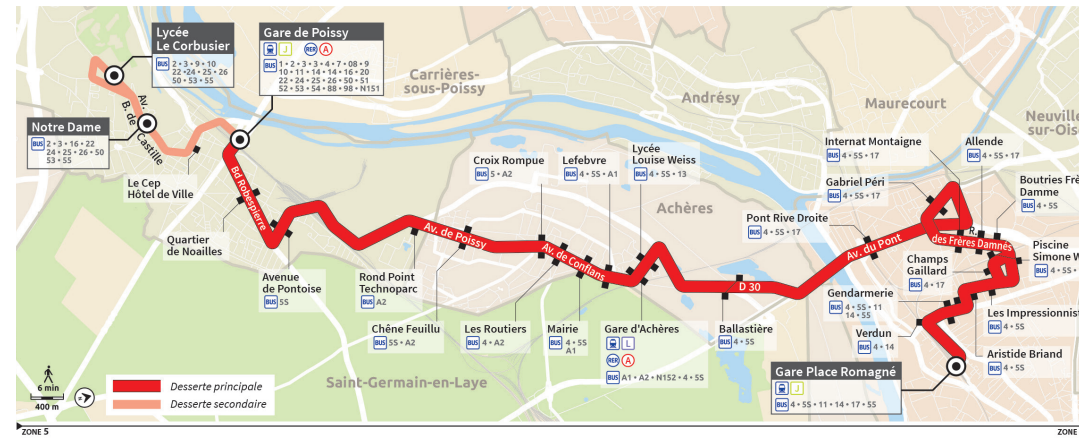 Lycée
Le Corbusier
BUS 2 • 3 • 9 • 10
22 • 24 • 25 • 26
50 • 53 • 55
Gare de Poissy
J RER A
BUS 1 • 2 • 3 • 3 • 4 • 7 • 08 • 9
10 • 11 • 14 • 14 • 16 • 20
22 • 24 • 25 • 26 • 50 • 51
52 • 53 • 54 • 88 • 98 • N151
Notre Dame
BUS 2 • 3 • 16 • 22
24 • 25 • 26 • 50
53 • 55
Av.
B. de Castille
Le Cep
Hôtel de Ville
Bd Robespierre
Quartier
de Noailles
Avenue
de Pontoise
BUS 5S
Rond Point
Technoparc
BUS A2
Av. de Poissy
Chêne Feuillu
BUS 5S • A2
Croix Rompue
BUS 5 • A2
Lefebvre
BUS 4 • 5S • A1
Lycée
Louise Weiss
BUS 4 • 5S • 13
Av. de Conflans
Les Routiers
BUS 4 • A2
Mairie
BUS 4 • 5S
A1
Gare d'Achères
L
RER A
BUS A1 • A2 • N152 • 4 • 5S
D 30
Ballastière
BUS 4 • 5S
Pont Rive Droite
BUS 4 • 5S • 17
Av. du Pont
Gabriel Péri
BUS 4 • 5S • 17
Internat Montaigne
BUS 4 • 5S • 17
Allende
BUS 4 • 5S • 17
Boutries Frè
Damme
BUS 4 • 5S
R.
des Frères Damnés
Piscine
Simone W
BUS 4 • 5S •
Champs
Gaillard
BUS 4 • 17
Les Impressionnist
BUS 4 • 5S
Gendarmerie
BUS 4 • 5S • 11
14 • 55
Verdun
BUS 4 • 14
Aristide Briand
BUS 4 • 5S
Gare Place Romagné
J
BUS 4 • 5S • 11 • 14 • 17 • 55
Carrières-
sous-Poissy
Andrésy
Maurecourt
Neuville
sur-Oise
Achères
Saint-Germain-en-Laye
6 min
400 m
Desserte principale
Desserte secondaire
ZONE 5
ZONE